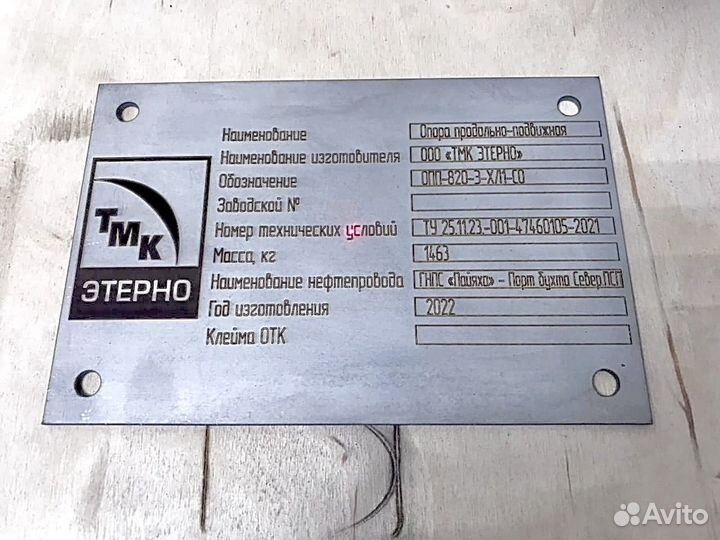 Наименование Опора продольно-подвижная
Наименование изготовителя ООО «ТМК ЭТЕРНО»
Обозначение ОПП-820-3-Х/1-СО
Заводской №
Номер технических условий ТУ 25.11.23.-001-47460105-2021
Масса, кг 1463
Наименование нефтепровода ГНПС «Пайяха» - Порт бухта Север.ПСП
Год изготовления 2022
Клейма ОТК
ТМК
ЭТЕРНО
Avito